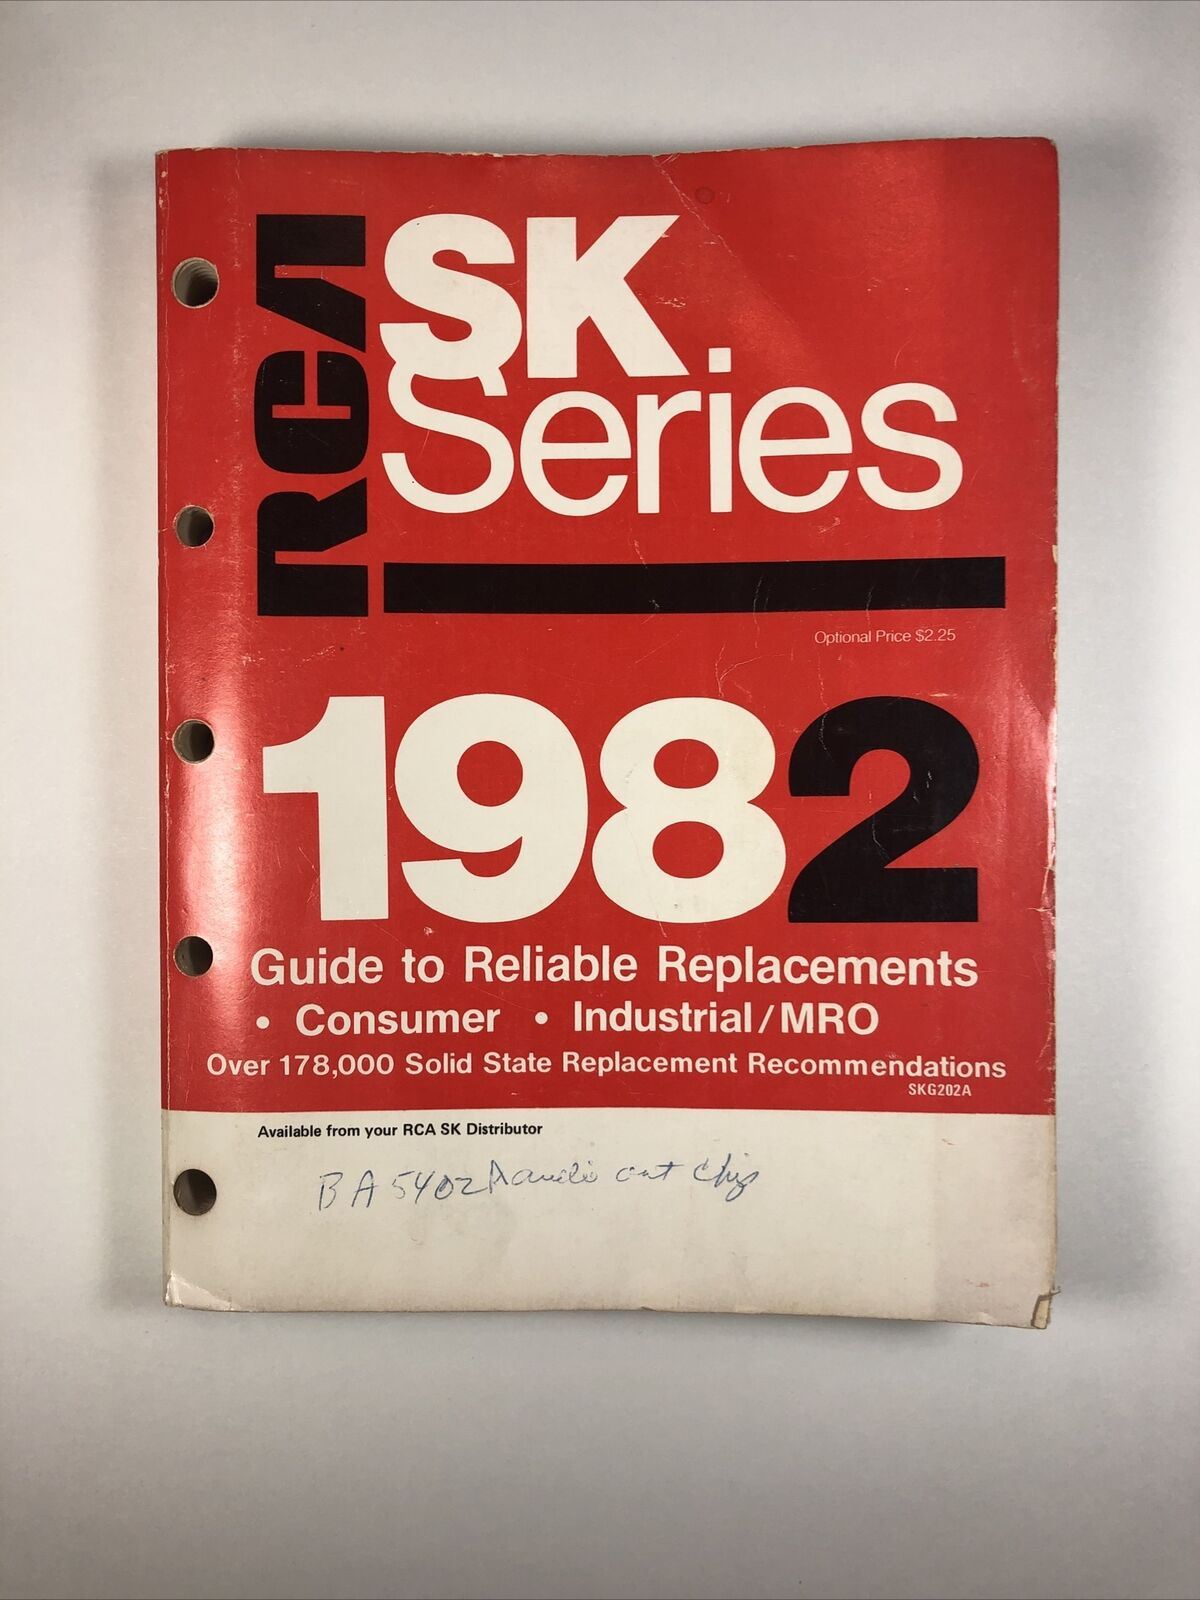 RCA
SK
Series
Optional Price $2.25
1982
Guide to Reliable Replacements
• Consumer • Industrial/MRO
Over 178,000 Solid State Replacement Recommendations
SKG202A
Available from your RCA SK Distributor
BA5402A audio out chip